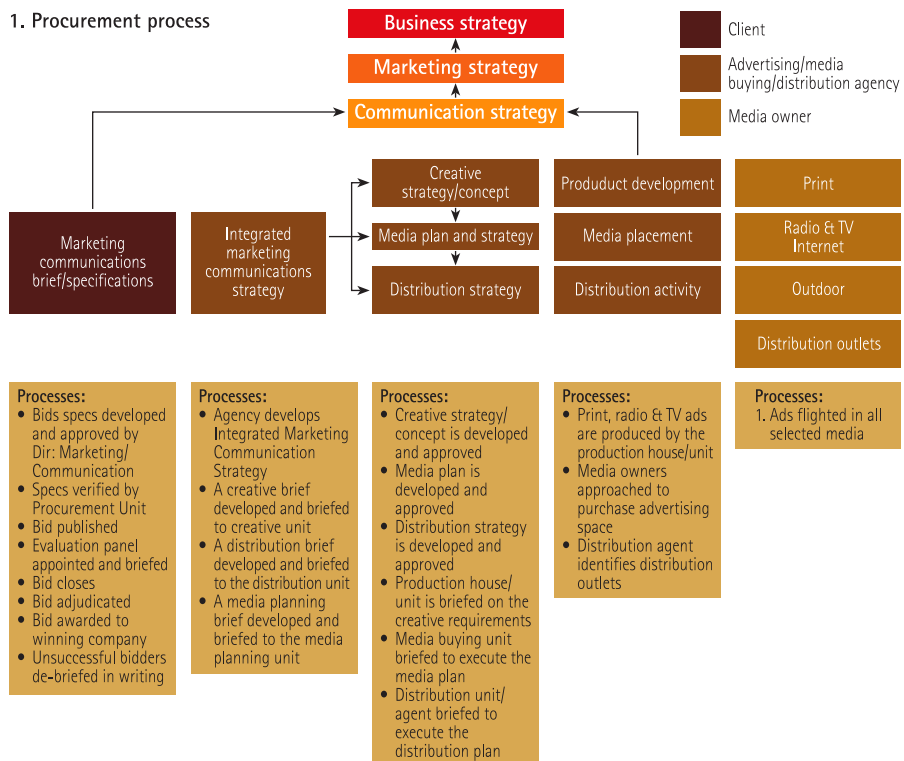 1. Procurement process
Business strategy
Marketing strategy
Communication strategy
Client
Advertising/media
buying/distribution agency
Media owner
Marketing
communications
brief/specifications
Integrated
marketing
communications
strategy
Creative
strategy/concept
Media plan and strategy
Distribution strategy
Produduct development
Media placement
Distribution activity
Print
Radio & TV
Internet
Outdoor
Distribution outlets
Processes:
• Bids specs developed
and approved by
Dir: Marketing/
Communication
• Specs verified by
Procurement Unit
• Bid published
• Evaluation panel
appointed and briefed
• Bid closes
• Bid adjudicated
• Bid awarded to
winning company
• Unsuccessful bidders
de-briefed in writing
Processes:
• Agency develops
Integrated Marketing
Communication
Strategy
• A creative brief
developed and briefed
to creative unit
• A distribution brief
developed and briefed
to the distribution unit
• A media planning
brief developed and
briefed to the media
planning unit
Processes:
• Creative strategy/
concept is developed
and approved
• Media plan is
developed and
approved
• Distribution strategy
is developed and
approved
• Production house/
unit is briefed on the
creative requirements
• Media buying unit
briefed to execute the
media plan
• Distribution unit/
agent briefed to
execute the
distribution plan
Processes:
• Print, radio & TV ads
are produced by the
production house/unit
• Media owners
approached to
purchase advertising
space
• Distribution agent
identifies distribution
outlets
Processes:
1. Ads flighted in all
selected media